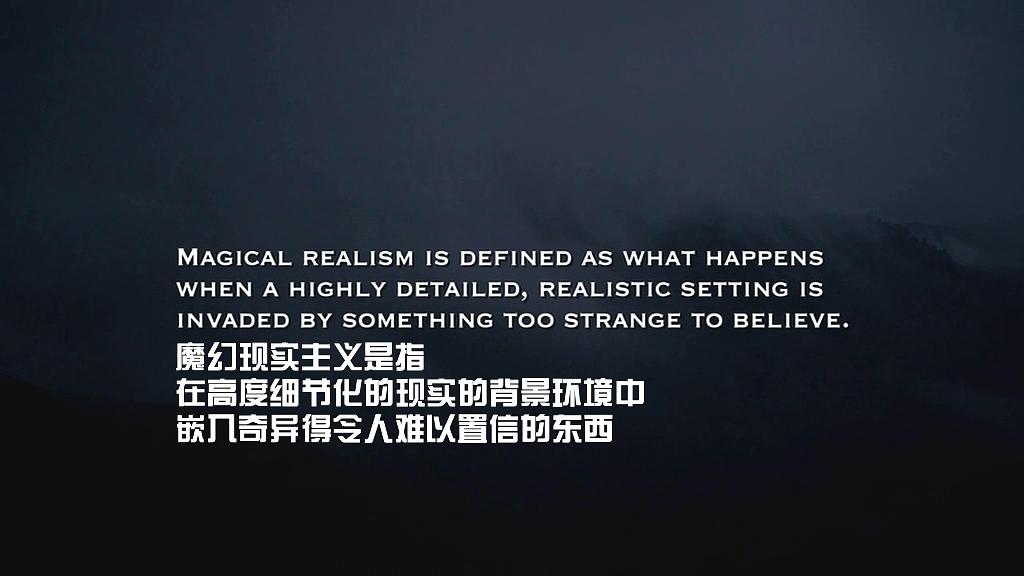 Magical realism is defined as what happens
when a highly detailed, realistic setting is
invaded by something too strange to believe.
魔幻现实主义是指
在高度细节化的现实的背景环境中
嵌入奇异得令人难以置信的东西